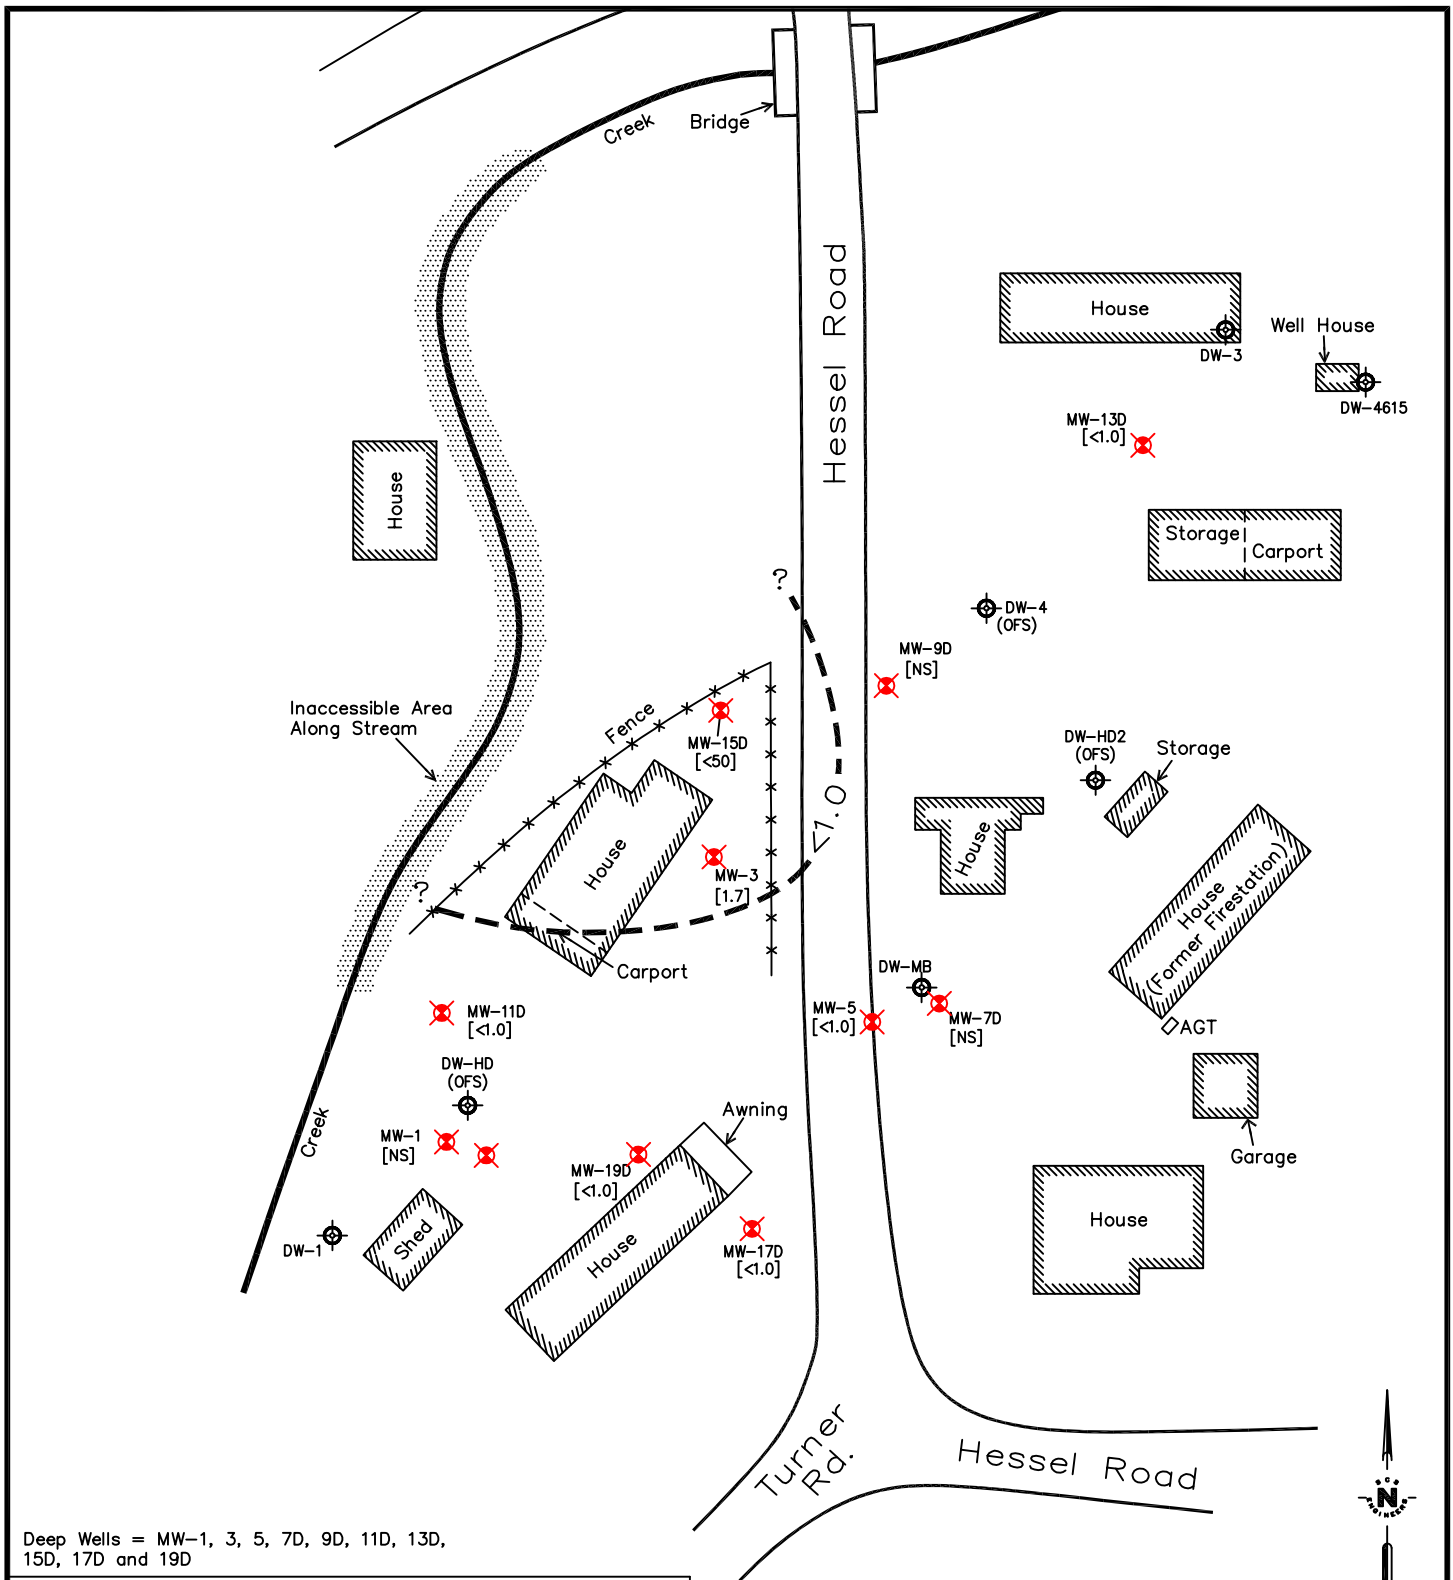 Creek
Bridge
Hessel Road
House
DW-3
Well House
DW-4615
MW-13D
[<1.0]
House
Storage
Carport
?
DW-4
(OFS)
MW-9D
[NS]
Inaccessible Area
Along Stream
Fence
MW-15D
[<50]
DW-HD2
(OFS)
Storage
<1.0
House
House
House
(Former Firestation)
MW-3
[1.7]
?
Carport
DW-MB
MW-11D
[<1.0]
MW-5
[<1.0]
MW-7D
[NS]
AGT
DW-HD
(OFS)
Creek
MW-1
[NS]
Awning
MW-19D
[<1.0]
Garage
House
DW-1
Shed
House
MW-17D
[<1.0]
Turner
Rd.
Hessel Road
SCS
N
ENGINEERS
Deep Wells = MW-1, 3, 5, 7D, 9D, 11D, 13D,
15D, 17D and 19D